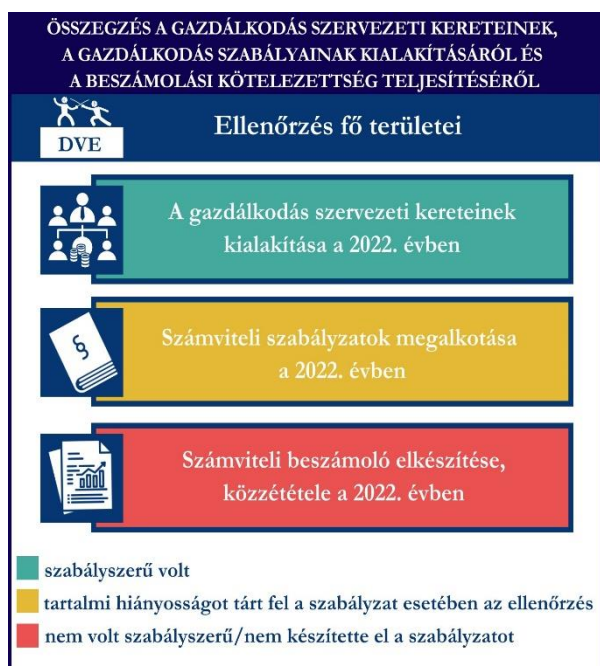 ÖSSZEGZÉS A GAZDÁLKODÁS SZERVEZETI KERETEINEK,
A GAZDÁLKODÁS SZABÁLYAINAK KIALAKÍTÁSÁRÓL ÉS
A BESZÁMOLÁSI KÖTELEZETTSÉG TELJESÍTÉSÉRŐL
DVE
Ellenőrzés fő területei
A gazdálkodás szervezeti kereteinek
kialakítása a 2022. évben
§
Számviteli szabályzatok megalkotása
a 2022. évben
Számviteli beszámoló elkészítése,
közzététele a 2022. évben
szabályszerű volt
tartalmi hiányosságot tárt fel a szabályzat esetében az ellenőrzés
nem volt szabályszerű/nem készítette el a szabályzatot